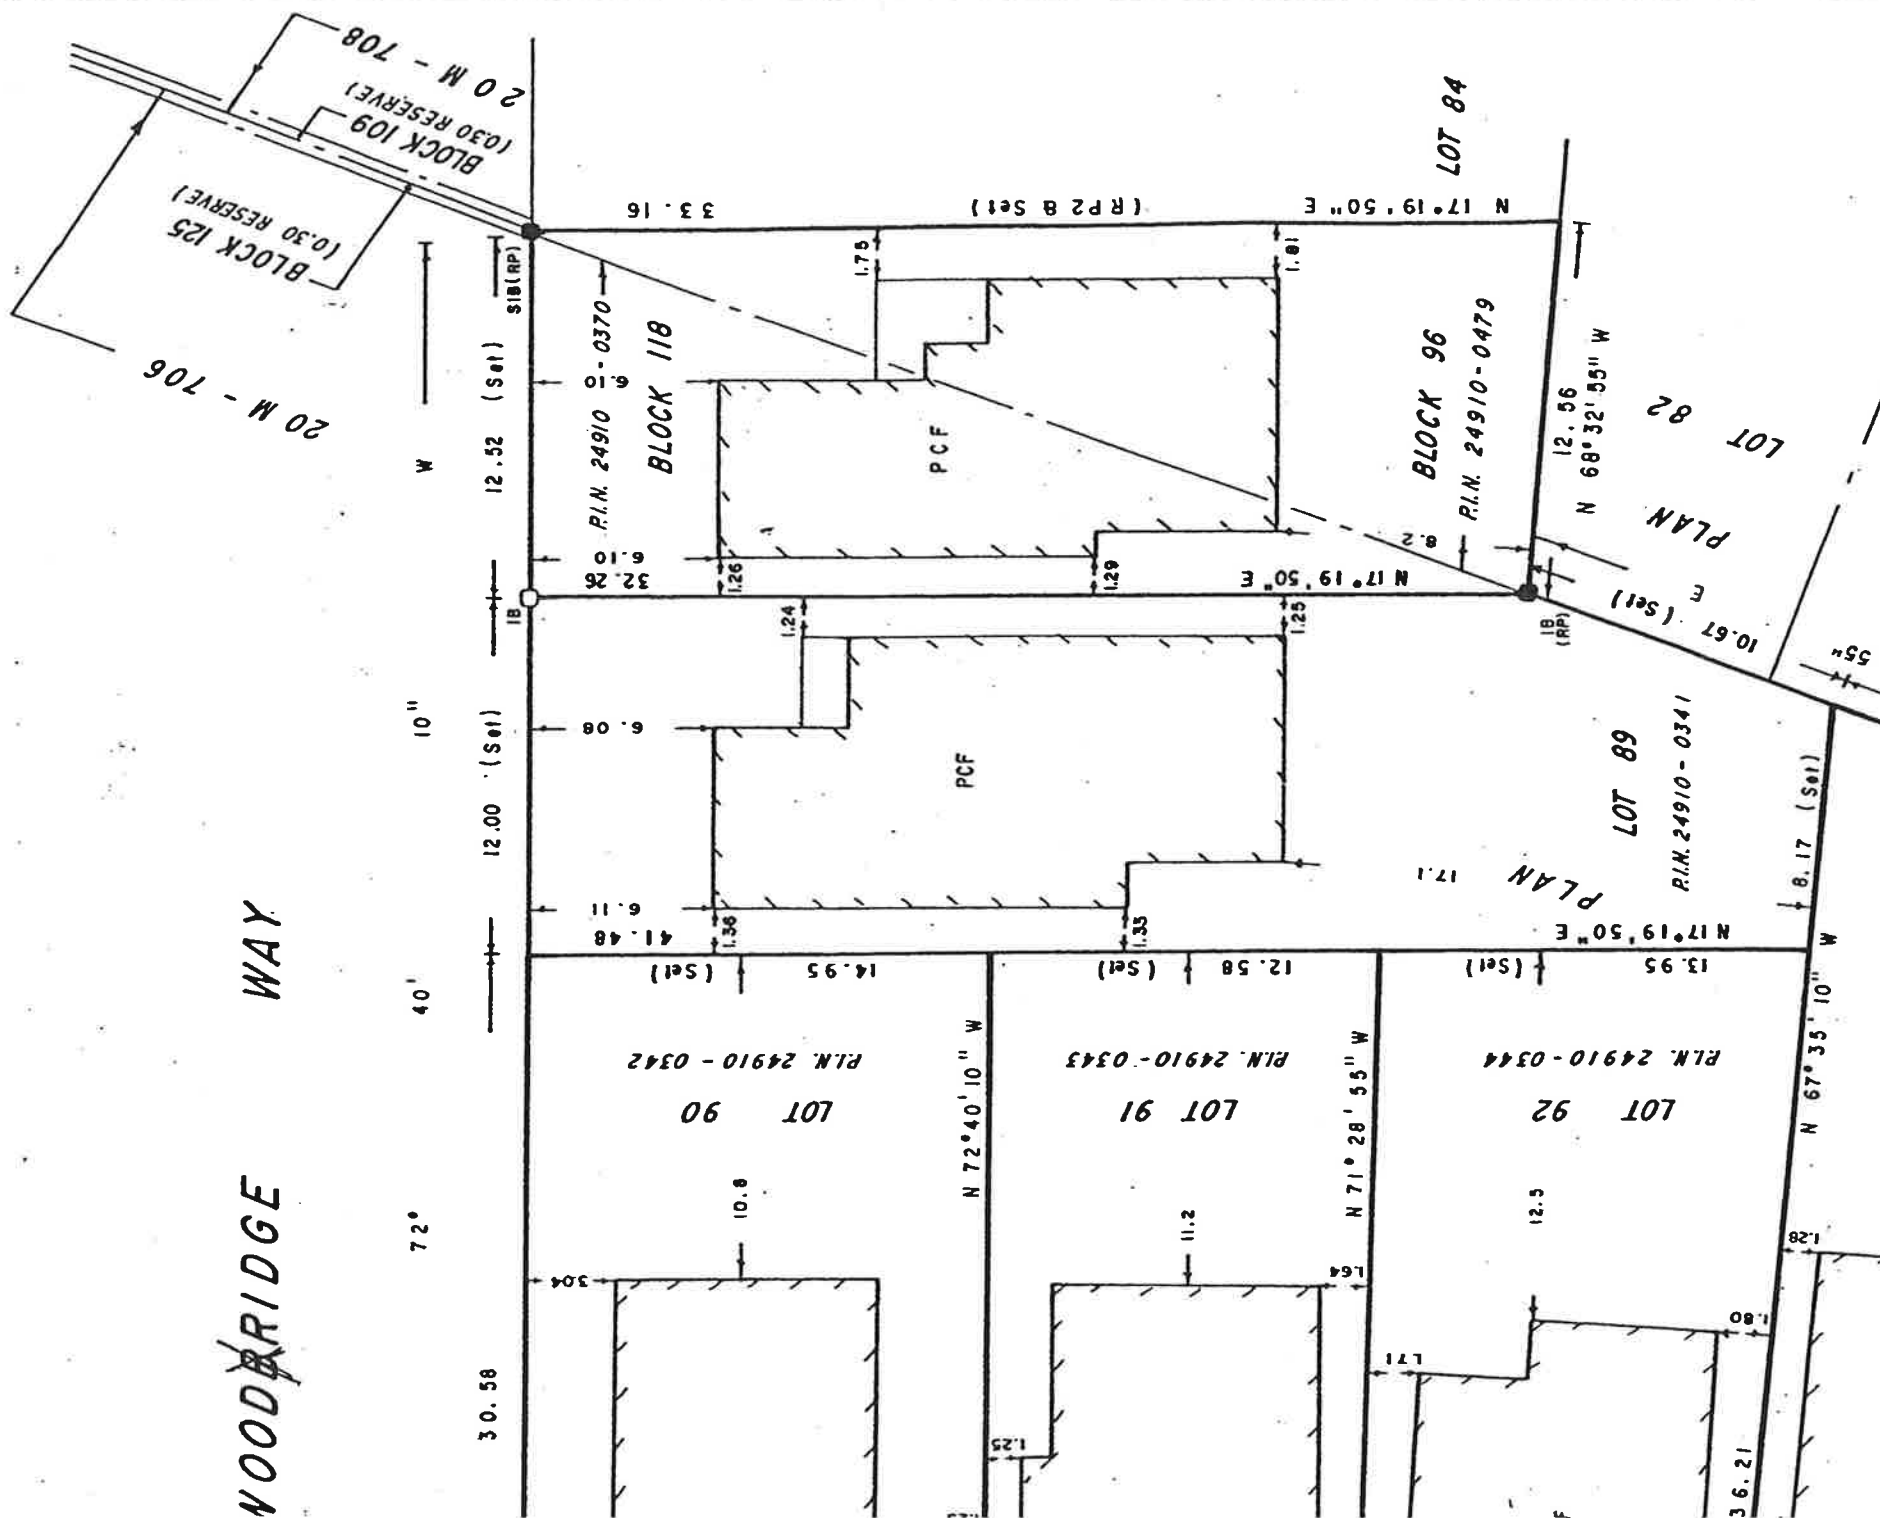 20 M - 708
BLOCK 109
(0.30 RESERVE)
BLOCK 125
(0.30 RESERVE)
20 M - 706
WOODBRIDGE WAY
N 72° 40' 10" W
30.58
12.00 (Set)
12.52 (Set)
SIB(RP)
IB
33.16
(RP2 & Set)
N 17° 19' 50" E
LOT 84
1.75
1.81
6.10
P.I.N. 24910-0370
BLOCK 118
PCF
6.10
BLOCK 96
P.I.N. 24910-0479
12.56
N 68° 32' 55" W
LOT 82
PLAN
8.2
32.26
1.26
1.29
N 17° 19' 50" E
1.24
1.25
IB
(RP)
E
(Set)
10.67
55"
6.08
PCF
6.11
LOT 89
P.I.N. 24910-0341
PLAN
17.1
8.17 (Set)
41.48
1.36
1.35
N 17° 19' 50" E
14.95
(Set)
12.58
(Set)
13.95
(Set)
P.I.N. 24910-0342
LOT 90
N 72° 40' 10" W
P.I.N. 24910-0343
LOT 91
N 71° 28' 55" W
P.I.N. 24910-0344
LOT 92
N 67° 35' 10" W
10.8
11.2
12.5
3.04
1.64
1.28
1.80
1.71
1.25
36.21